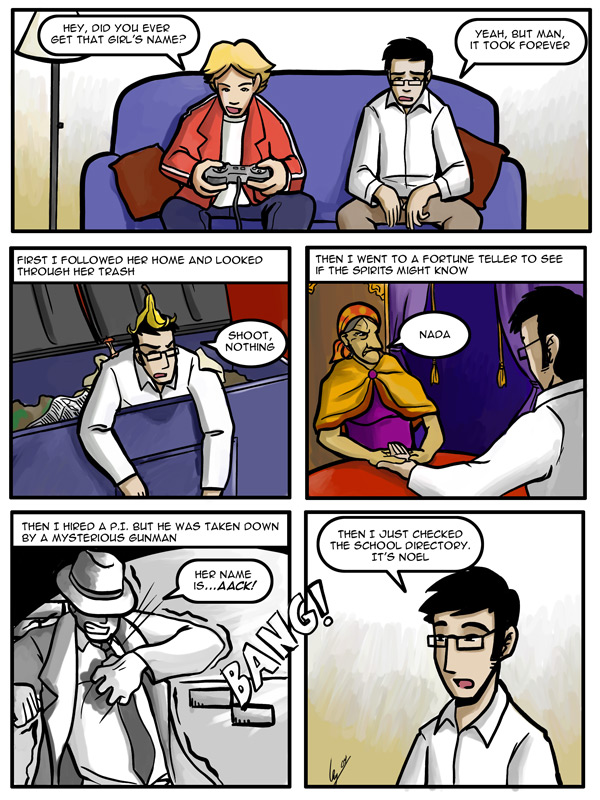 HEY, DID YOU EVER
GET THAT GIRL'S NAME?
YEAH, BUT MAN,
IT TOOK FOREVER
FIRST I FOLLOWED HER HOME AND LOOKED
THROUGH HER TRASH
SHOOT,
NOTHING
THEN I WENT TO A FORTUNE TELLER TO SEE
IF THE SPIRITS MIGHT KNOW
NADA
THEN I HIRED A P.I. BUT HE WAS TAKEN DOWN
BY A MYSTERIOUS GUNMAN
HER NAME
IS...AACK!
BANG!
THEN I JUST CHECKED
THE SCHOOL DIRECTORY.
IT'S NOEL